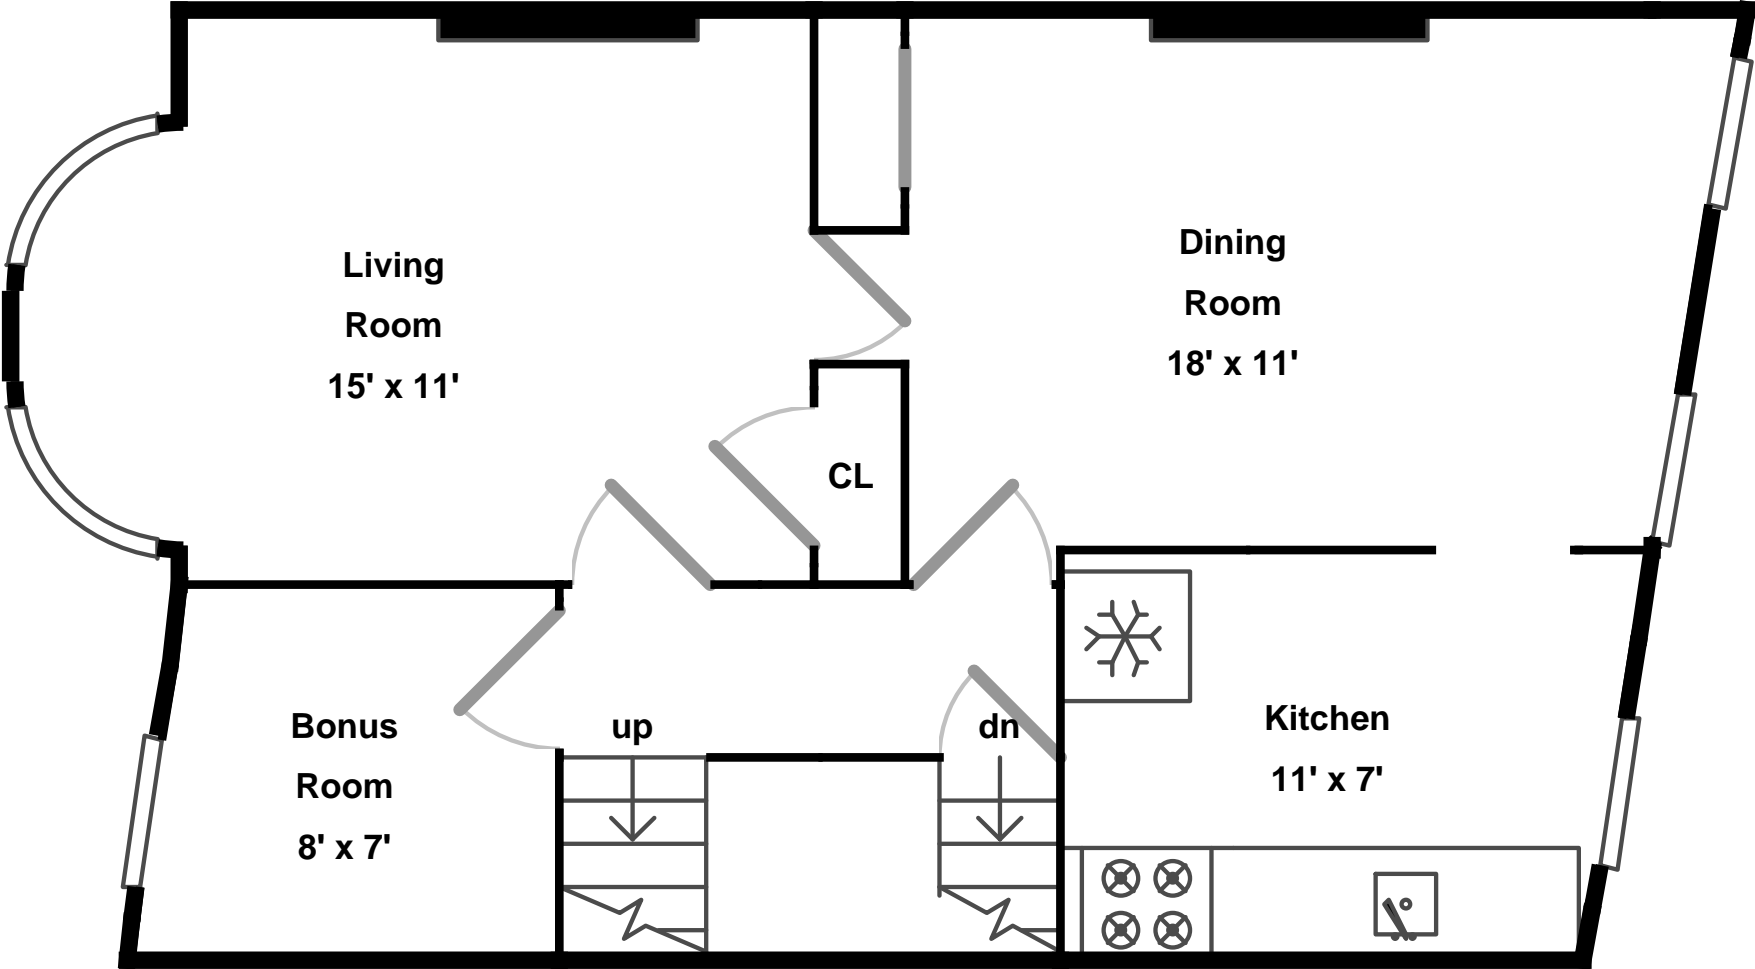 Living
Room
15' x 11'
Dining
Room
18' x 11'
CL
Bonus
Room
8' x 7'
up
dn
Kitchen
11' x 7'